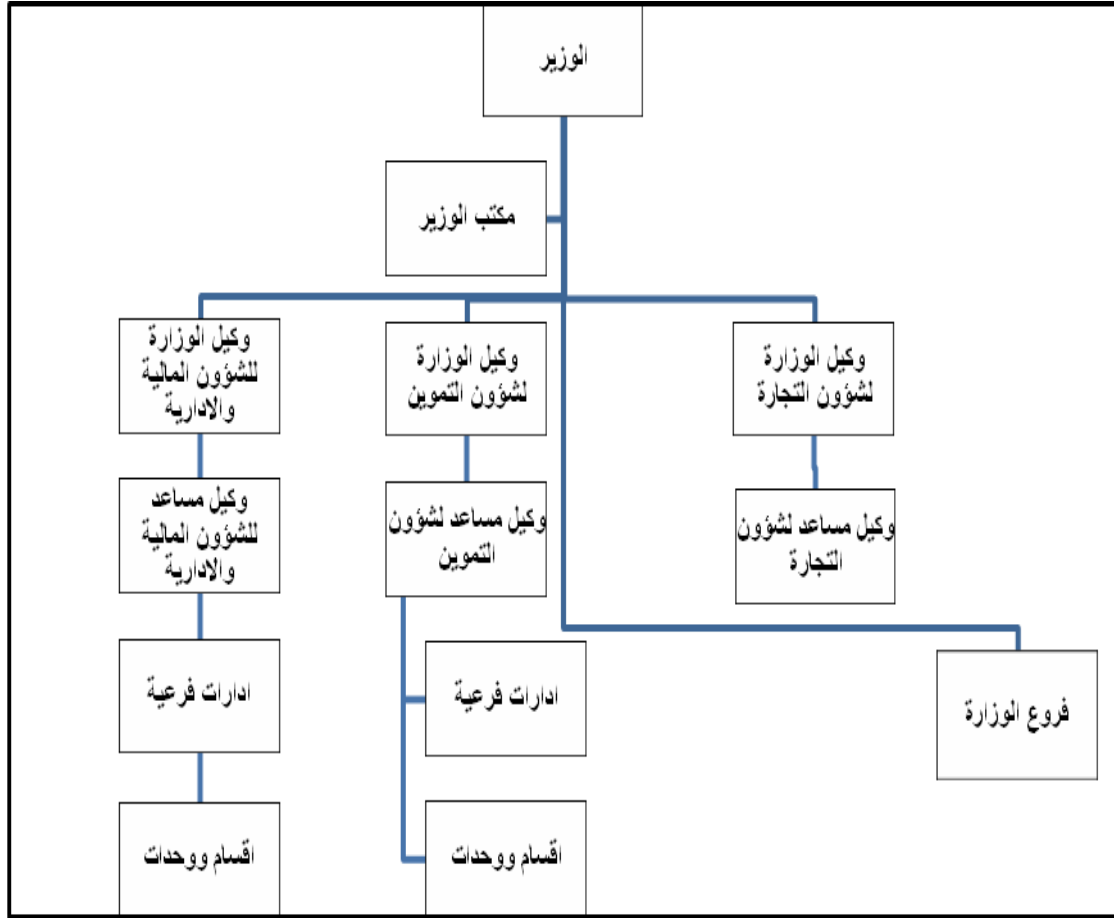 الوزير
مكتب الوزير
وكيل الوزارة
لشؤون التجارة
وكيل الوزارة
لشؤون التموين
وكيل الوزارة
للشؤون المالية
والادارية
وكيل مساعد لشؤون
التجارة
وكيل مساعد لشؤون
التموين
وكيل مساعد
للشؤون المالية
والادارية
فروع الوزارة
ادارات فرعية
ادارات فرعية
اقسام ووحدات
اقسام ووحدات